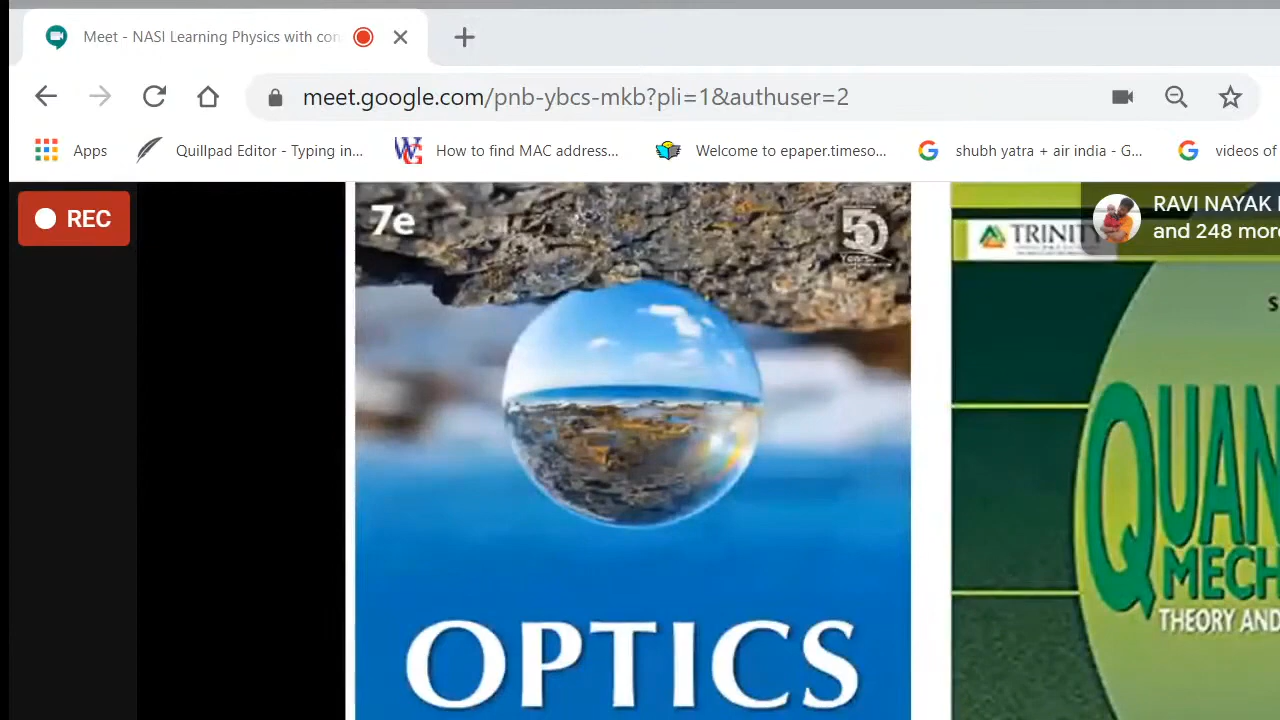 Meet - NASI Learning Physics with con
meet.google.com/pnb-ybcs-mkb?pli=1&authuser=2
Apps
Quillpad Editor - Typing in...
How to find MAC address...
Welcome to epaper.timeso...
shubh yatra + air india - G...
videos of
REC
7e
50
Years
TRINITY
RAVI NAYAK
and 248 more
S
QUAN
MECH
THEORY AND
OPTICS